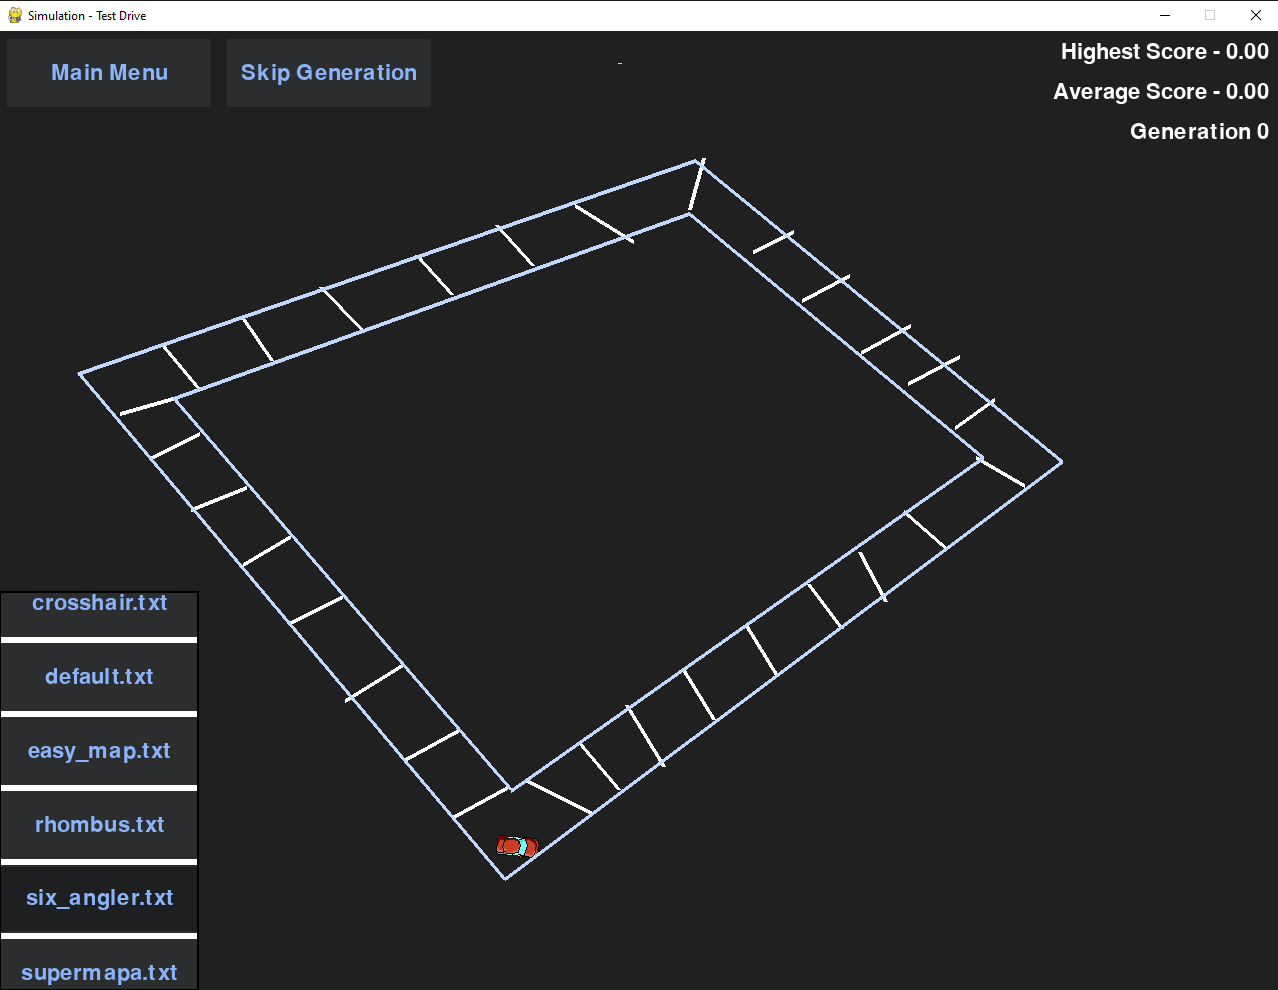 Simulation - Test Drive
Main Menu
Skip Generation
Highest Score - 0.00
Average Score - 0.00
Generation 0
crosshair.txt
default.txt
easy_map.txt
rhombus.txt
six_angler.txt
supermapa.txt